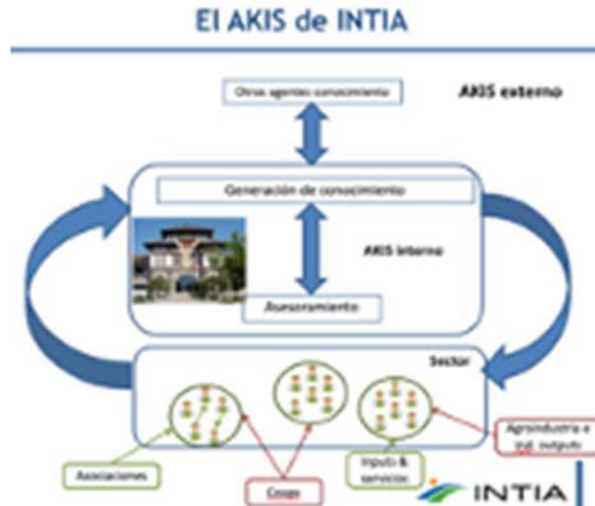 El AKIS de INTIA
Otros agentes conocimiento
AKIS externo
Generación de conocimiento
AKIS interno
Asesoramiento
Sector
Asociaciones
Coops
Inputs &
servicios
Agroindustria e
ind. outputs
INTIA